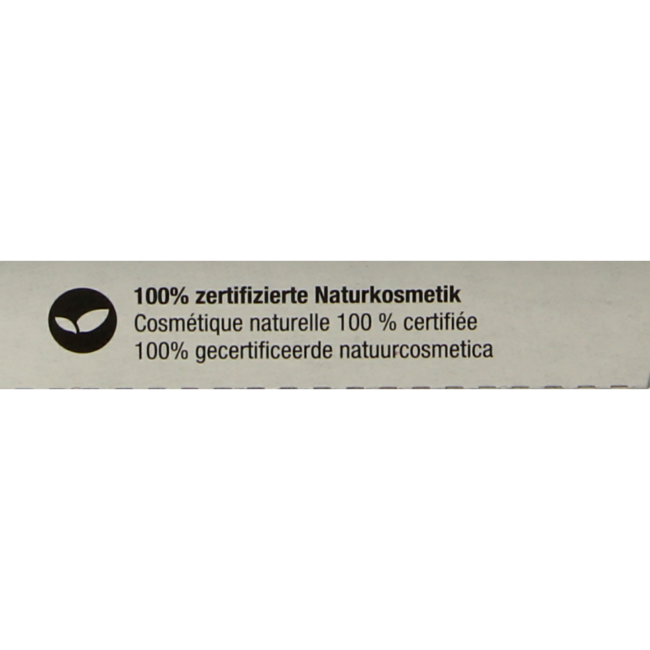 100% zertifizierte Naturkosmetik
Cosmétique naturelle 100 % certifiée
100% gecertificeerde natuurcosmetica